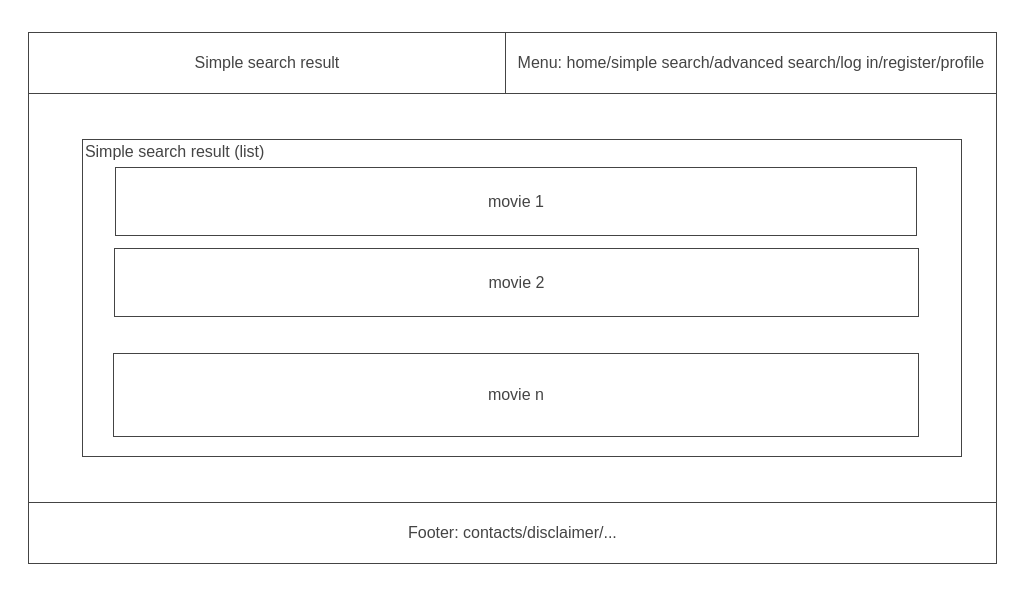 Simple search result
Menu: home/simple search/advanced search/log in/register/profile
Simple search result (list)
movie 1
movie 2
movie n
Footer: contacts/disclaimer/...